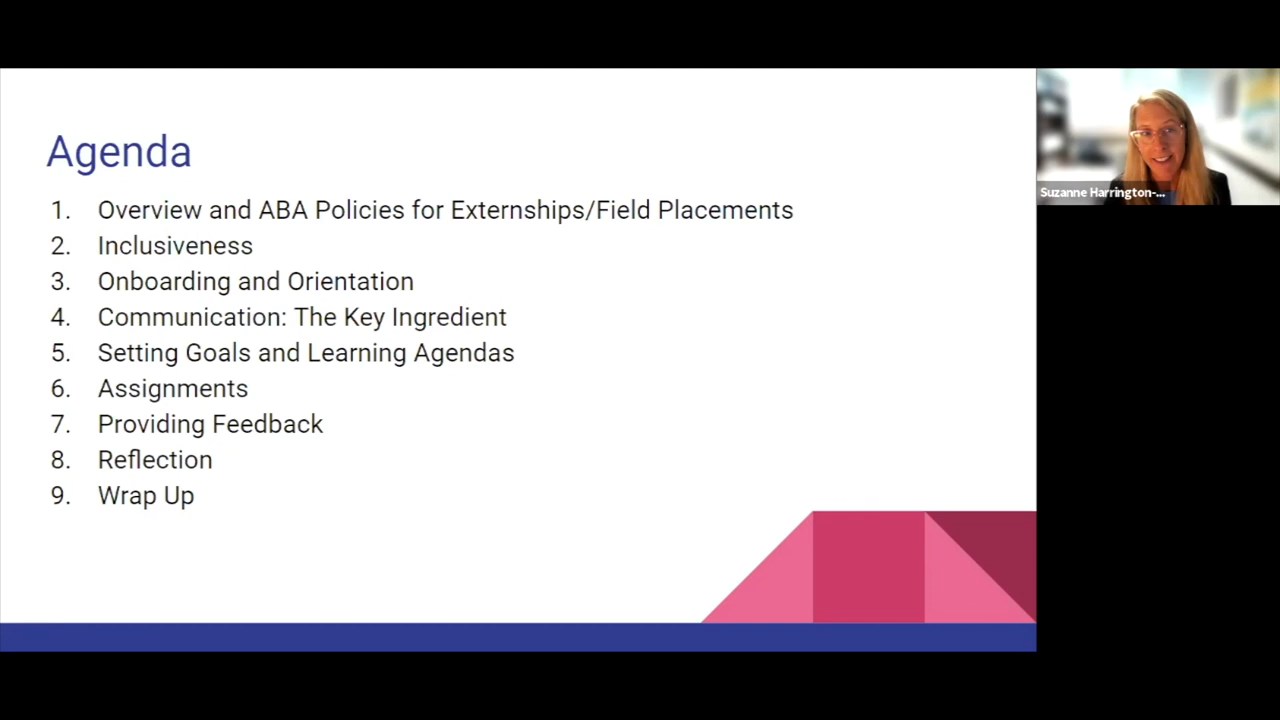 Agenda
1. Overview and ABA Policies for Externships/Field Placements
2. Inclusiveness
3. Onboarding and Orientation
4. Communication: The Key Ingredient
5. Setting Goals and Learning Agendas
6. Assignments
7. Providing Feedback
8. Reflection
9. Wrap Up
Suzanne Harrington-...